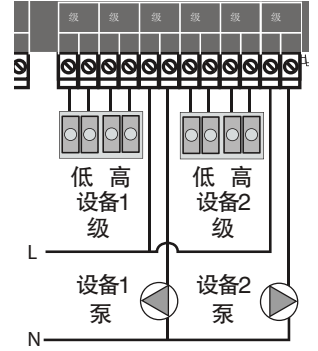 级 级 级 级 级 级
低 高 低 高
设备1 设备2
级 级
L
设备1 设备2
泵 泵
N